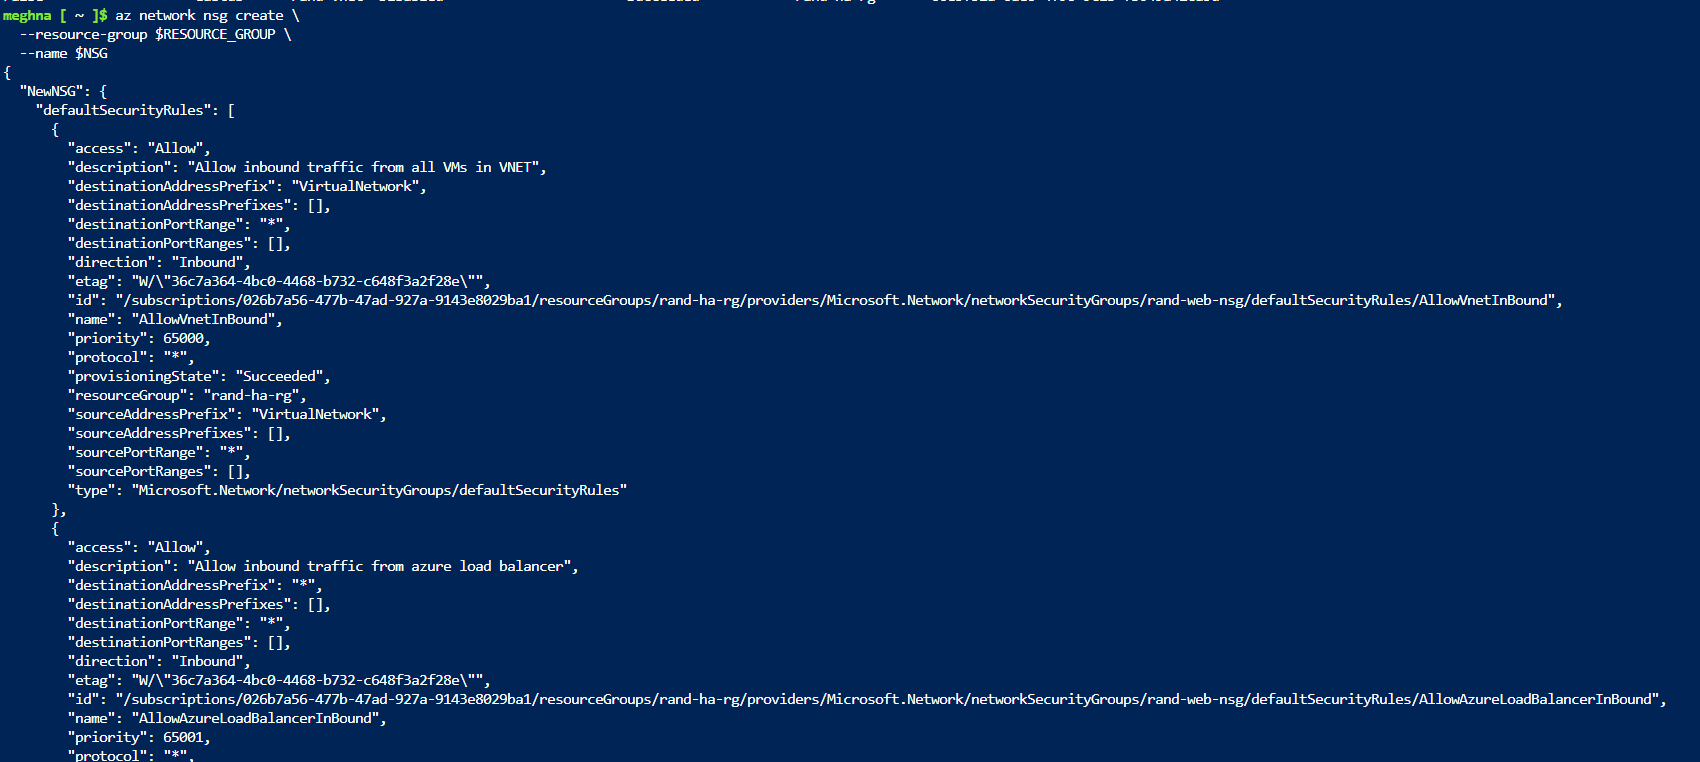 meghna [ ~ ]$ az network nsg create \
  --resource-group $RESOURCE_GROUP \
  --name $NSG
{
  "NewNSG": {
    "defaultSecurityRules": [
      {
        "access": "Allow",
        "description": "Allow inbound traffic from all VMs in VNET",
        "destinationAddressPrefix": "VirtualNetwork",
        "destinationAddressPrefixes": [],
        "destinationPortRange": "*",
        "destinationPortRanges": [],
        "direction": "Inbound",
        "etag": "W/\"36c7a364-4bc0-4468-b732-c648f3a2f28e\"",
        "id": "/subscriptions/026b7a56-477b-47ad-927a-9143e8029ba1/resourceGroups/rand-ha-rg/providers/Microsoft.Network/networkSecurityGroups/rand-web-nsg/defaultSecurityRules/AllowVnetInBound",
        "name": "AllowVnetInBound",
        "priority": 65000,
        "protocol": "*",
        "provisioningState": "Succeeded",
        "resourceGroup": "rand-ha-rg",
        "sourceAddressPrefix": "VirtualNetwork",
        "sourceAddressPrefixes": [],
        "sourcePortRange": "*",
        "sourcePortRanges": [],
        "type": "Microsoft.Network/networkSecurityGroups/defaultSecurityRules"
      },
      {
        "access": "Allow",
        "description": "Allow inbound traffic from azure load balancer",
        "destinationAddressPrefix": "*",
        "destinationAddressPrefixes": [],
        "destinationPortRange": "*",
        "destinationPortRanges": [],
        "direction": "Inbound",
        "etag": "W/\"36c7a364-4bc0-4468-b732-c648f3a2f28e\"",
        "id": "/subscriptions/026b7a56-477b-47ad-927a-9143e8029ba1/resourceGroups/rand-ha-rg/providers/Microsoft.Network/networkSecurityGroups/rand-web-nsg/defaultSecurityRules/AllowAzureLoadBalancerInBound",
        "name": "AllowAzureLoadBalancerInBound",
        "priority": 65001,
        "protocol": "*",